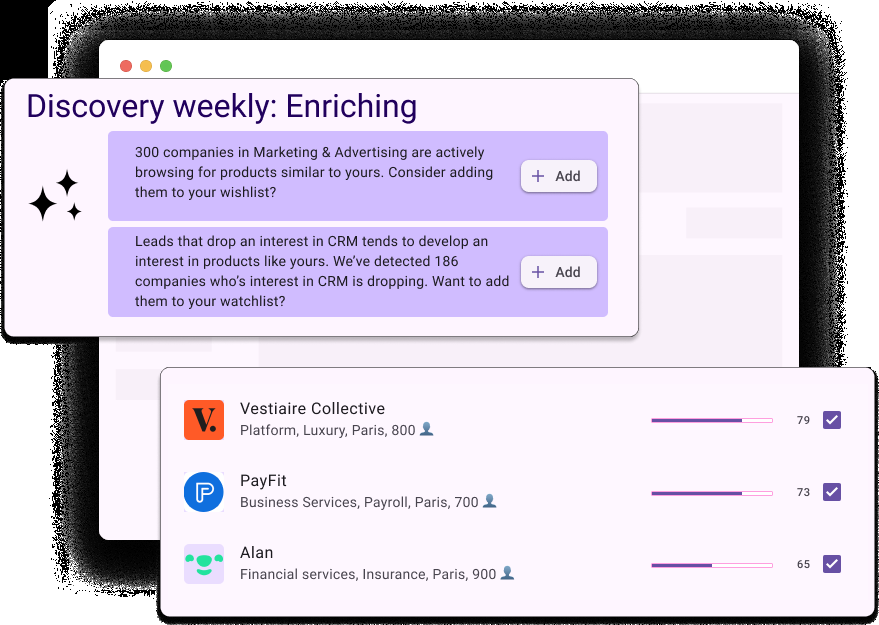 Discovery weekly: Enriching
300 companies in Marketing & Advertising are actively
browsing for products similar to yours. Consider adding
them to your wishlist?
+ Add
Leads that drop an interest in CRM tends to develop an
interest in products like yours. We’ve detected 186
companies who’s interest in CRM is dropping. Want to add
them to your watchlist?
+ Add
V.
Vestiaire Collective
Platform, Luxury, Paris, 800
79
P
PayFit
Business Services, Payroll, Paris, 700
73
Alan
Financial services, Insurance, Paris, 900
65